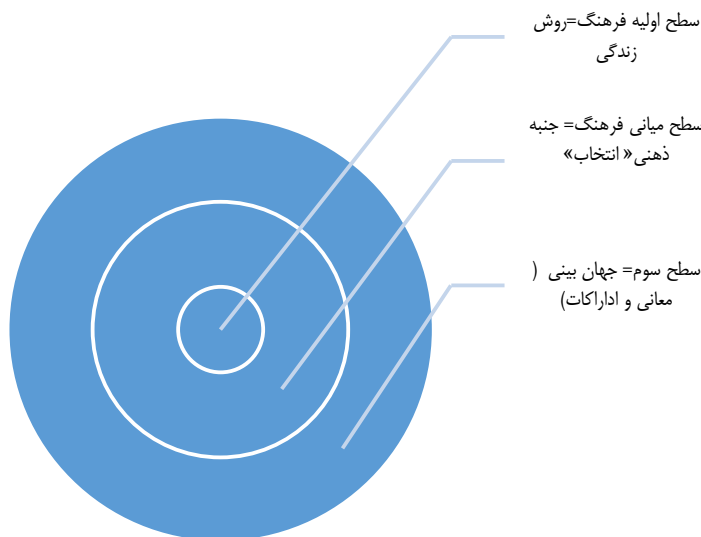 سطح اولیه فرهنگ=روش
زندگی
سطح میانی فرهنگ= جنبه
ذهنی« انتخاب»
سطح سوم= جهان بینی (
معانی و اداراکات)